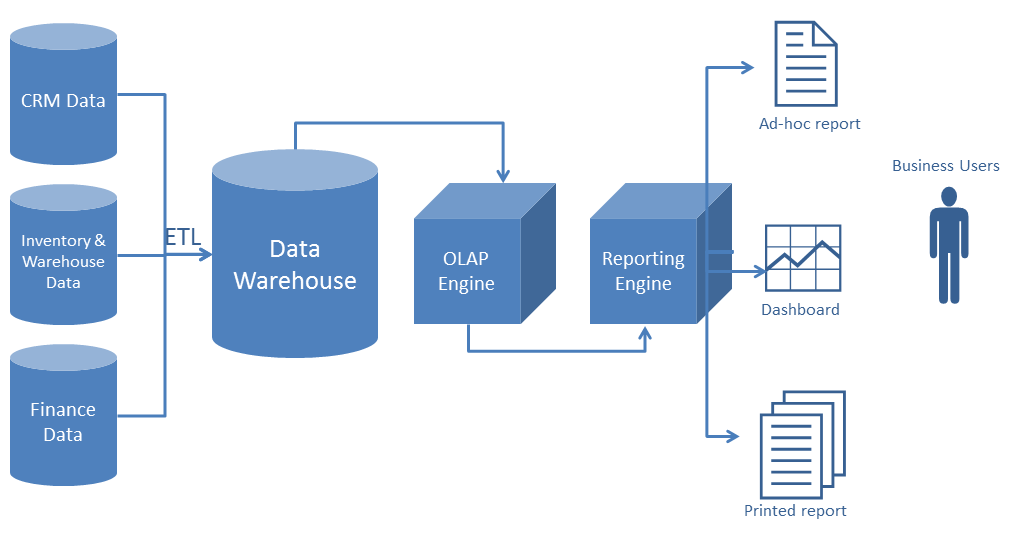 CRM Data
Inventory &
Warehouse
Data
Finance
Data
ETL
Data
Warehouse
OLAP
Engine
Reporting
Engine
Ad-hoc report
Dashboard
Printed report
Business Users